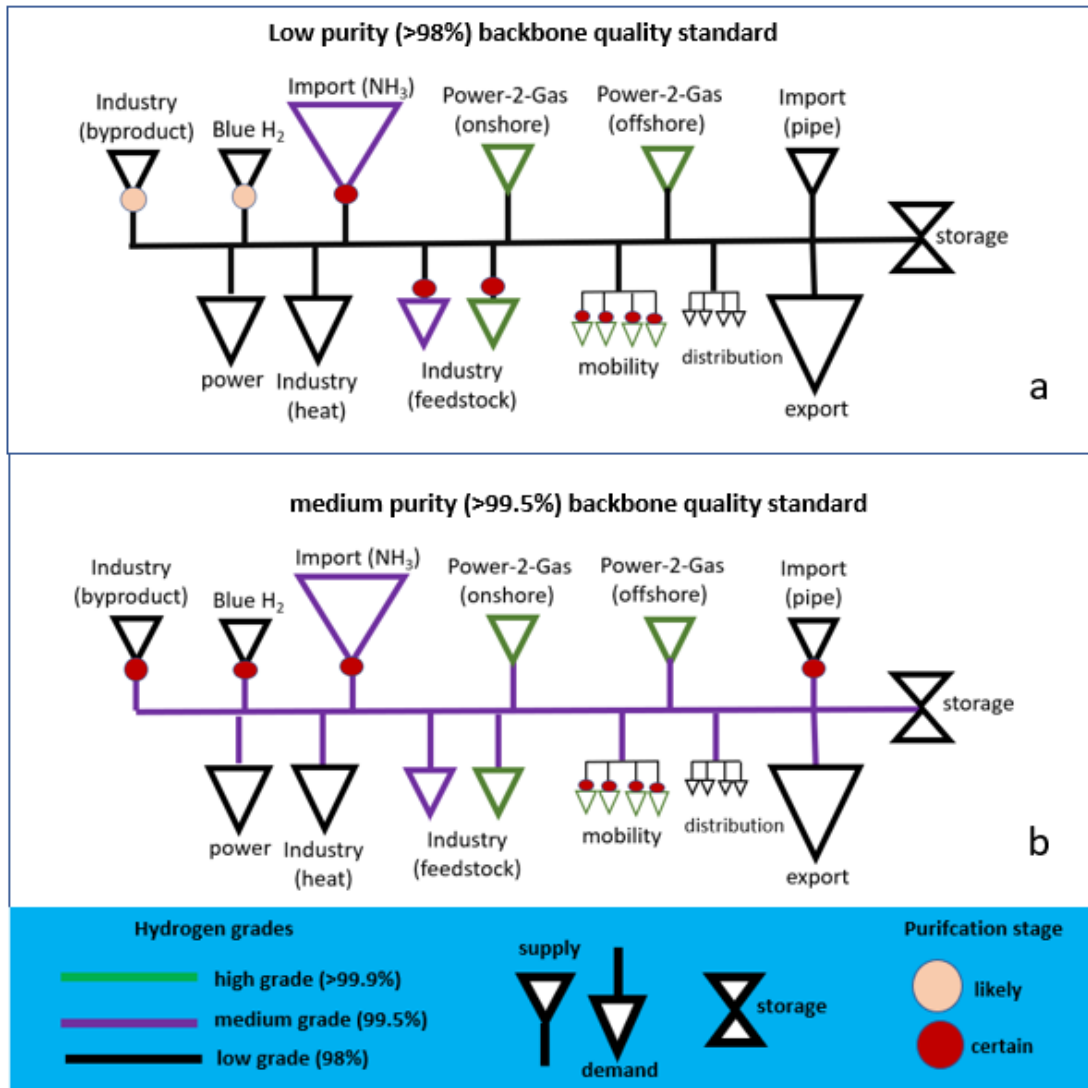 Low purity (>98%) backbone quality standard
Industry
(byproduct)
Blue H₂
Import (NH₃)
Power-2-Gas
(onshore)
Power-2-Gas
(offshore)
Import
(pipe)
storage
power
Industry
(heat)
Industry
(feedstock)
mobility
distribution
export
a
medium purity (>99.5%) backbone quality standard
Industry
(byproduct)
Blue H₂
Import (NH₃)
Power-2-Gas
(onshore)
Power-2-Gas
(offshore)
Import
(pipe)
storage
power
Industry
(heat)
Industry
(feedstock)
mobility
distribution
export
b
Hydrogen grades
high grade (>99.9%)
medium grade (99.5%)
low grade (98%)
supply
demand
storage
Purifcation stage
likely
certain